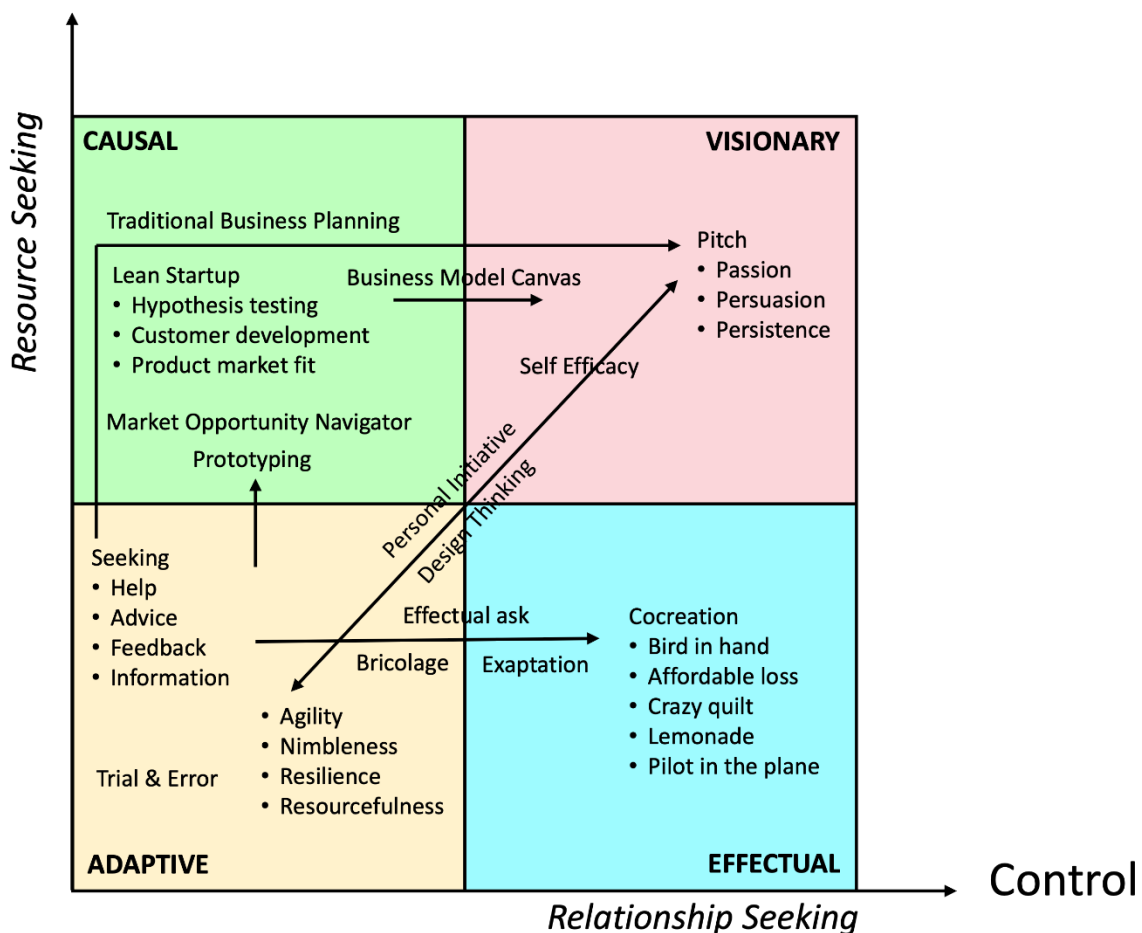 Resource Seeking
CAUSAL
VISIONARY
Traditional Business Planning
Pitch
• Passion
• Persuasion
• Persistence
Lean Startup
• Hypothesis testing
• Customer development
• Product market fit
Business Model Canvas
Self Efficacy
Market Opportunity Navigator
Prototyping
Personal Initiative
Design Thinking
Seeking
• Help
• Advice
• Feedback
• Information
Effectual ask
Bricolage
Exaptation
Cocreation
• Bird in hand
• Affordable loss
• Crazy quilt
• Lemonade
• Pilot in the plane
• Agility
• Nimbleness
• Resilience
• Resourcefulness
Trial & Error
ADAPTIVE
EFFECTUAL
Control
Relationship Seeking